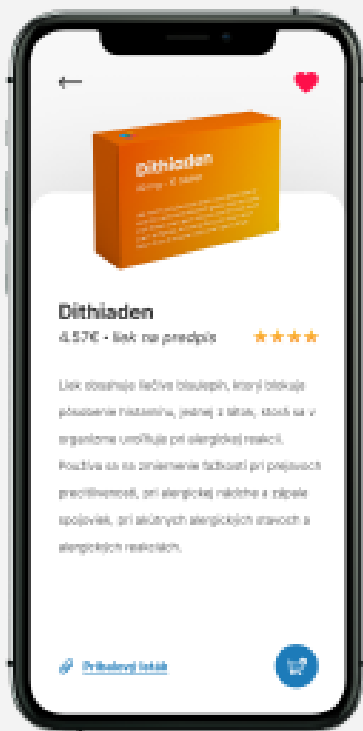 Dithiaden
Dithiaden
4.57€ • liek na predpis
Liek obsahuje liečivo bisulepín, ktorý blokuje
pôsobenie histamínu, jednej z látok, ktorá sa v
organizme uvoľňuje pri alergickej reakcii.
Používa sa na zmiernenie ťažkostí pri prejavoch
precitlivenosti, pri alergickej nádche a zápale
spojoviek, pri akútnych alergických stavoch a
alergických reakciách.
Príbalový leták